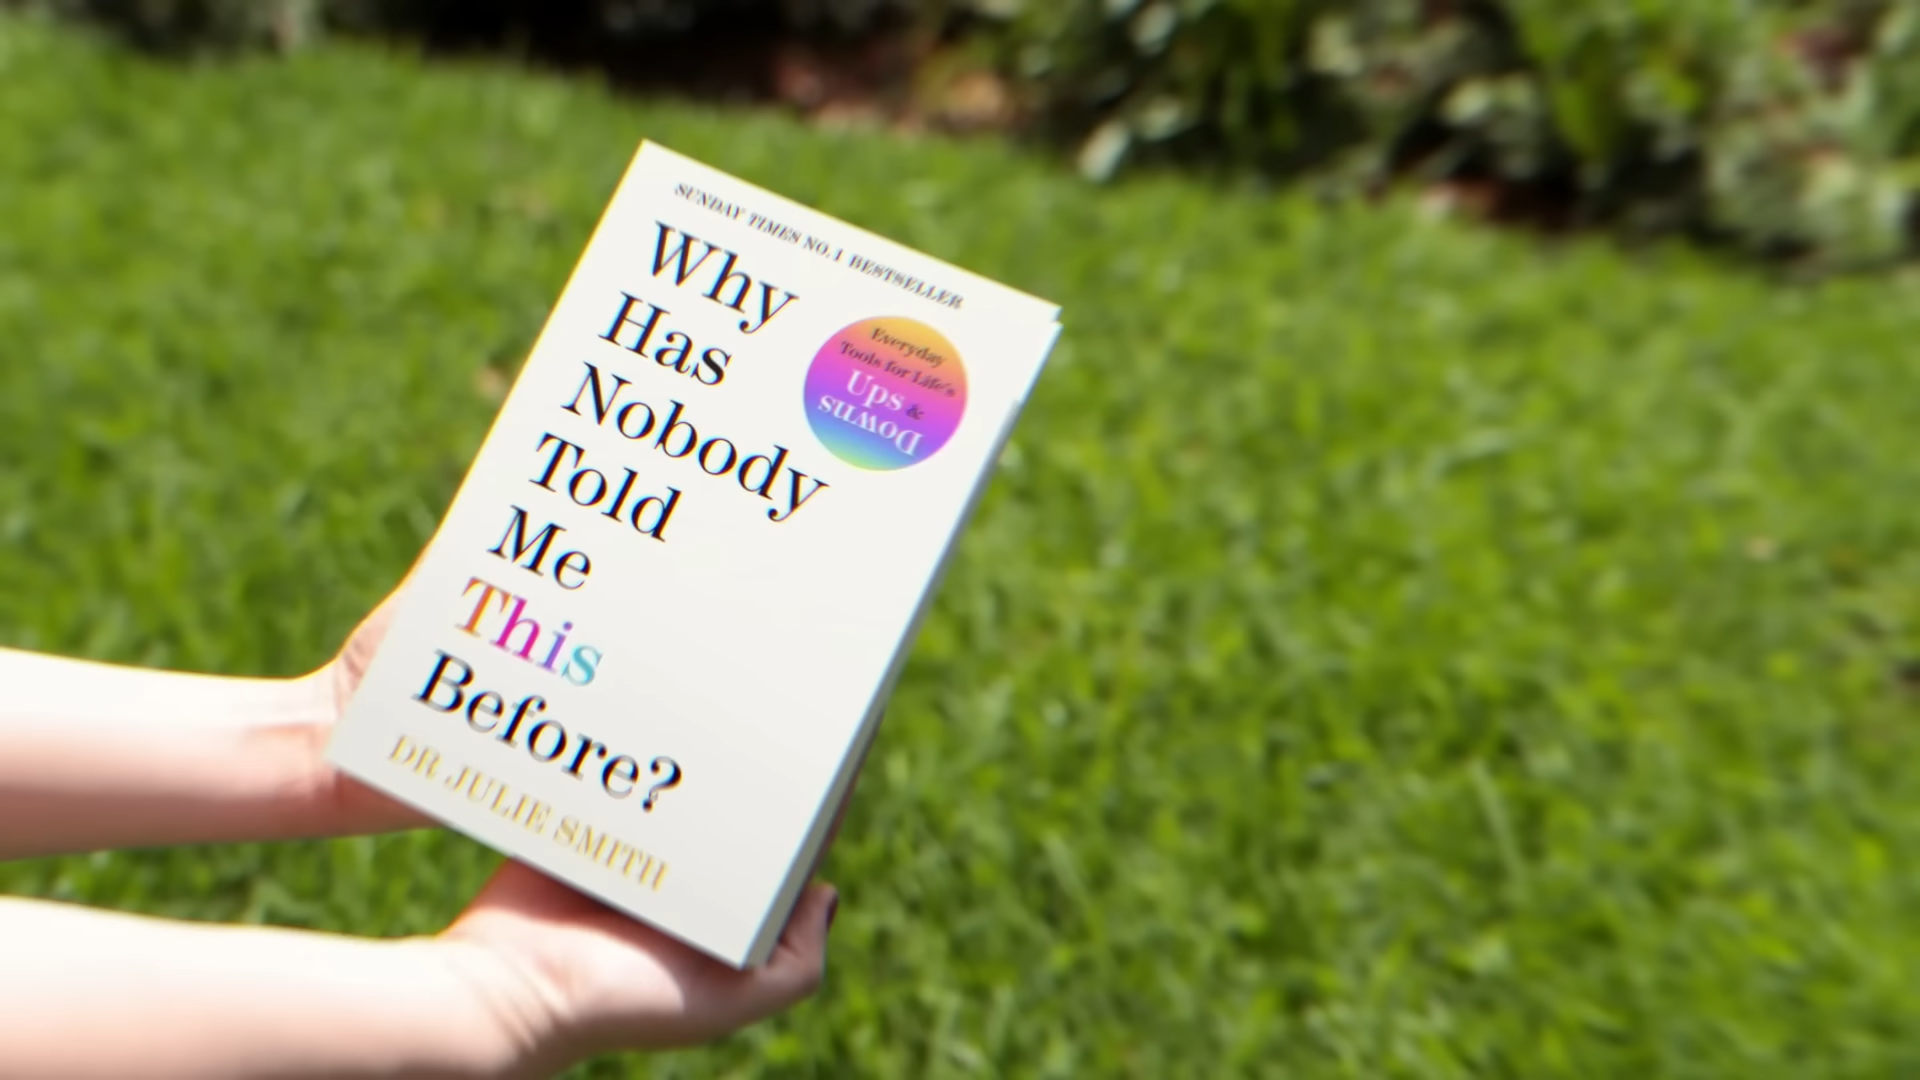 SUNDAY TIMES NO. 1 BESTSELLER
Why
Has
Nobody
Told
Me
This
Before?
Everyday
Tools for Life's
Ups &
Downs
DR JULIE SMITH